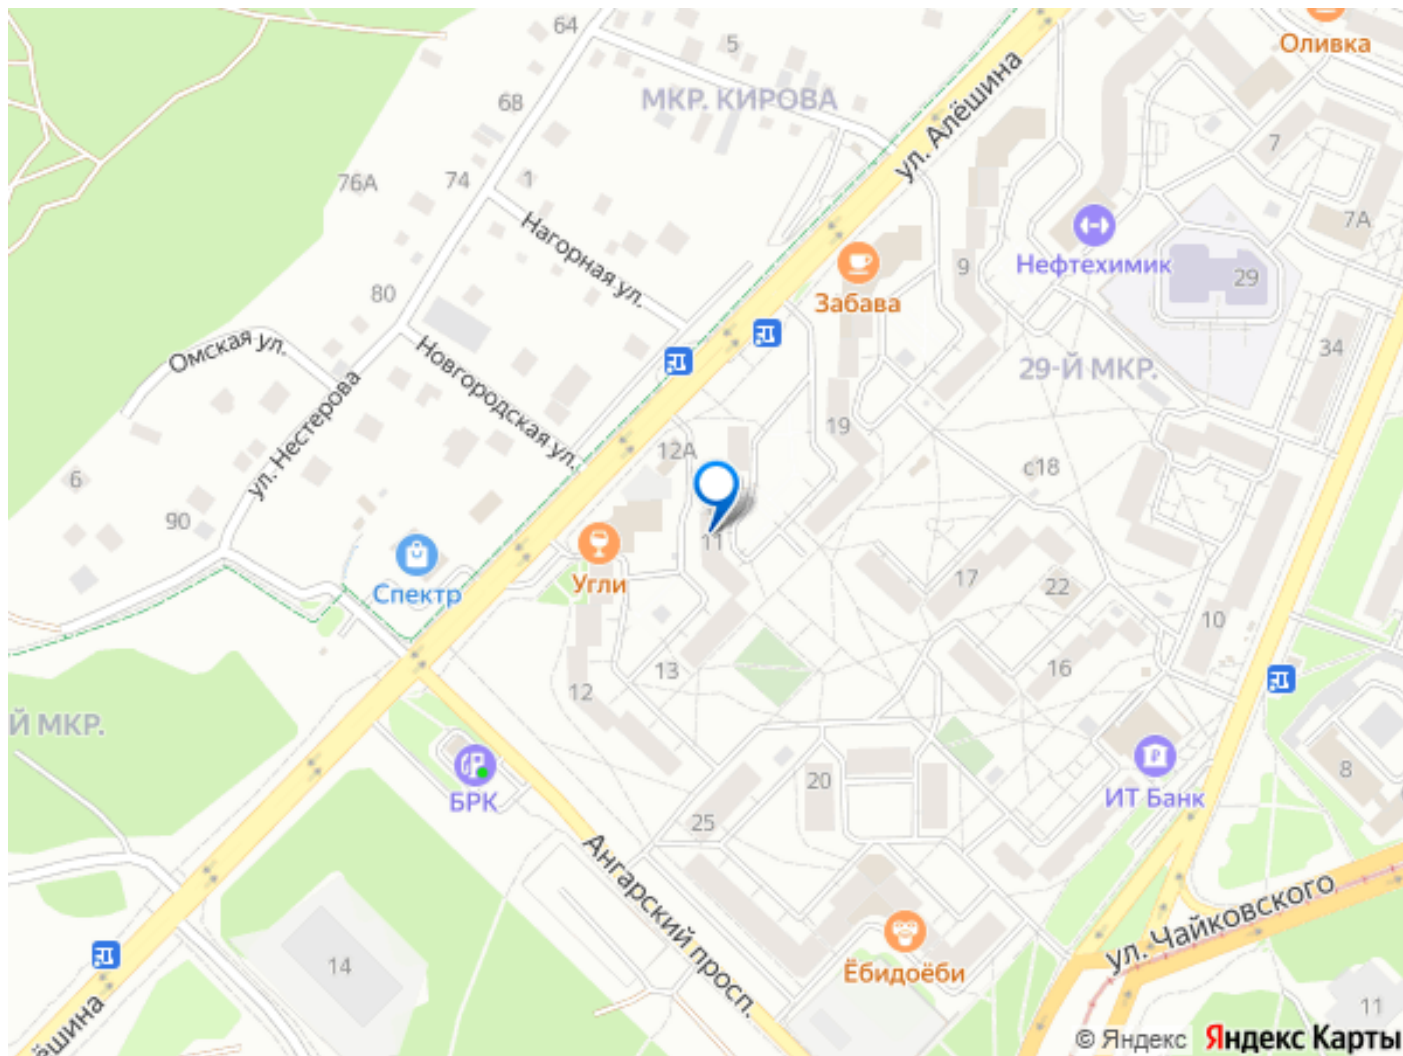 64
5
Оливка
68
МКР. КИРОВА
ул. Алёшина
7
76А
74
1
7А
Нагорная ул.
Нефтехимик
9
29
80
Забава
Омская ул.
Новгородская ул.
34
29-Й МКР.
ул. Нестерова
19
12А
с18
6
90
11
Спектр
Угли
17
22
10
13
16
12
Й МКР.
БРК
20
8
ИТ Банк
25
Ангарский просп.
ул. Чайковского
14
Ёбидоёби
11
ёшина
© Яндекс Яндекс Карты